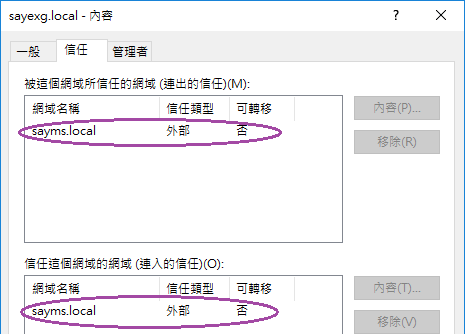 sayexg.local - 內容
一般 信任 管理者
被這個網域所信任的網域 (連出的信任)(M):
網域名稱 信任類型 可轉移
sayms.local 外部 否
內容(P)...
移除(R)
信任這個網域的網域 (連入的信任)(O):
網域名稱 信任類型 可轉移
sayms.local 外部 否
內容(T)...
移除(V)